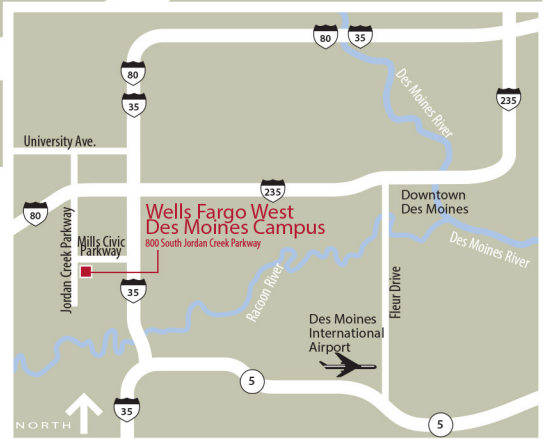 80
35
80
35
Des Moines River
235
University Ave.
235
80
Downtown
Des Moines
Wells Fargo West
Des Moines Campus
800 South Jordan Creek Parkway
Jordan Creek Parkway
Mills Civic
Parkway
Des Moines River
35
Racoon River
Fleur Drive
Des Moines
International
Airport
5
35
5
NORTH